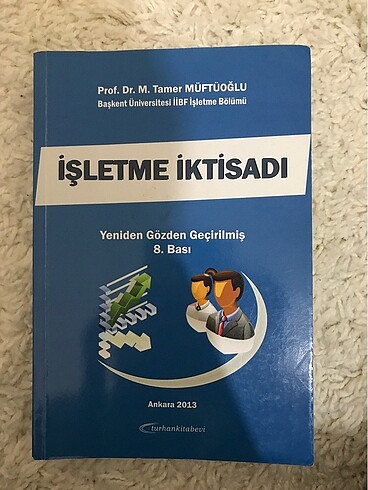 Prof. Dr. M. Tamer MÜFTÜOĞLU
Başkent Üniversitesi İİBF İşletme Bölümü
İŞLETME İKTİSADI
Yeniden Gözden Geçirilmiş
8. Bası
Ankara 2013
turhankitabevi